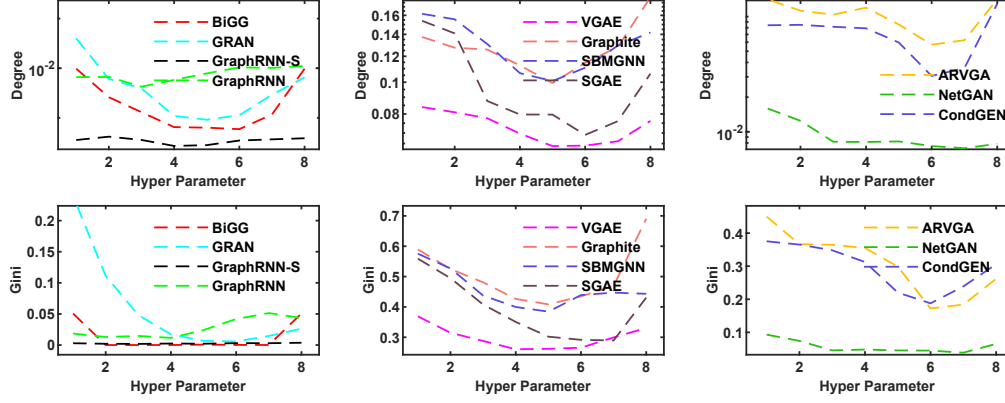 Degree
10^-2
BiGG
GRAN
GraphRNN-S
GraphRNN
2 4 6 8
Hyper Parameter
Degree
0.16
0.14
0.12
0.1
0.08
VGAE
Graphite
SBMGNN
SGAE
2 4 6 8
Hyper Parameter
Degree
10^-2
ARVGA
NetGAN
CondGEN
2 4 6 8
Hyper Parameter
Gini
0.2
0.15
0.1
0.05
0
BiGG
GRAN
GraphRNN-S
GraphRNN
2 4 6 8
Hyper Parameter
Gini
0.7
0.6
0.5
0.4
0.3
VGAE
Graphite
SBMGNN
SGAE
2 4 6 8
Hyper Parameter
Gini
0.4
0.3
0.2
0.1
ARVGA
NetGAN
CondGEN
2 4 6 8
Hyper Parameter